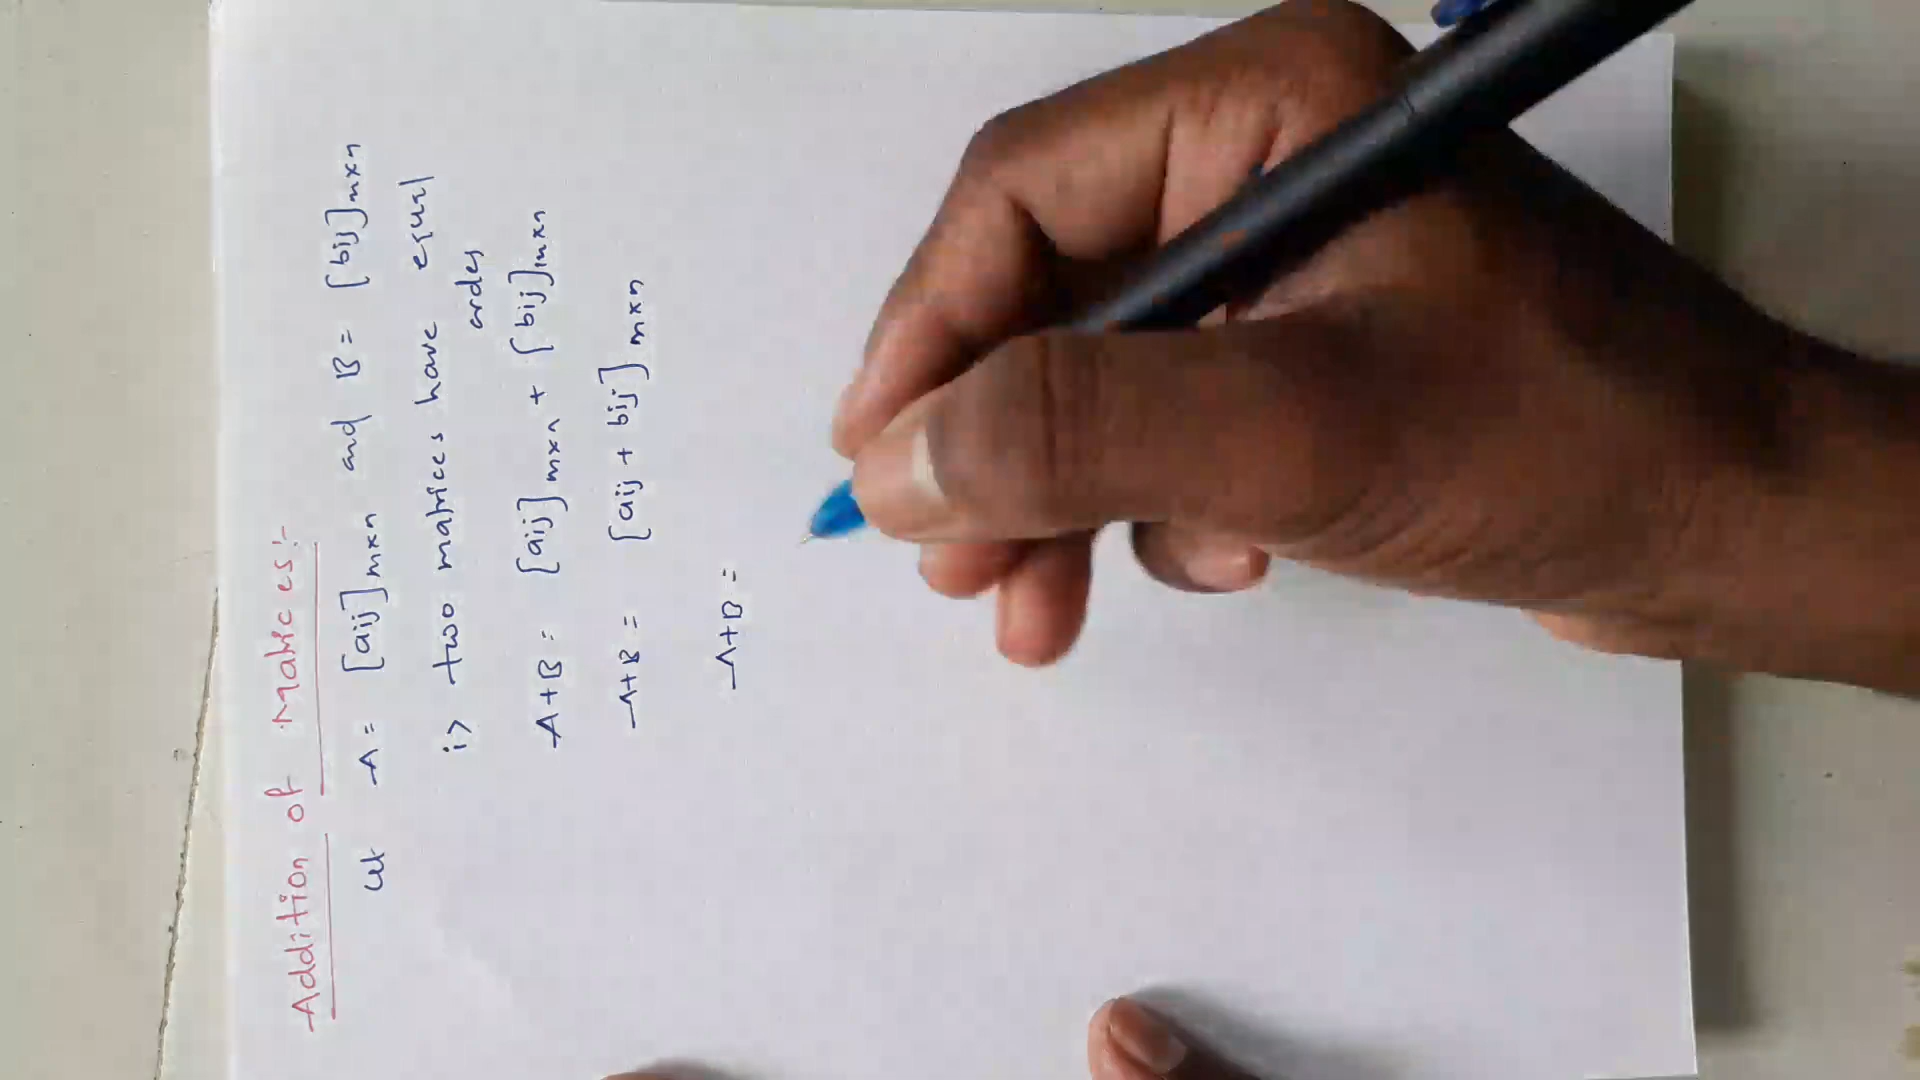 Addition of Matrices:-
let A = [aij]mxn and B = [bij]mxn
i> two matrices have equal
order
A+B = [aij]mxn + [bij]mxn
A+B = [aij + bij]mxn
A+B =